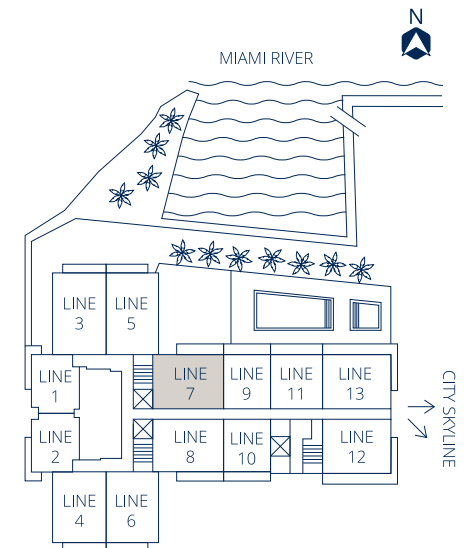 N
MIAMI RIVER
LINE
3
LINE
5
LINE
1
LINE
7
LINE
9
LINE
11
LINE
13
CITY SKYLINE
LINE
2
LINE
8
LINE
10
LINE
12
LINE
4
LINE
6